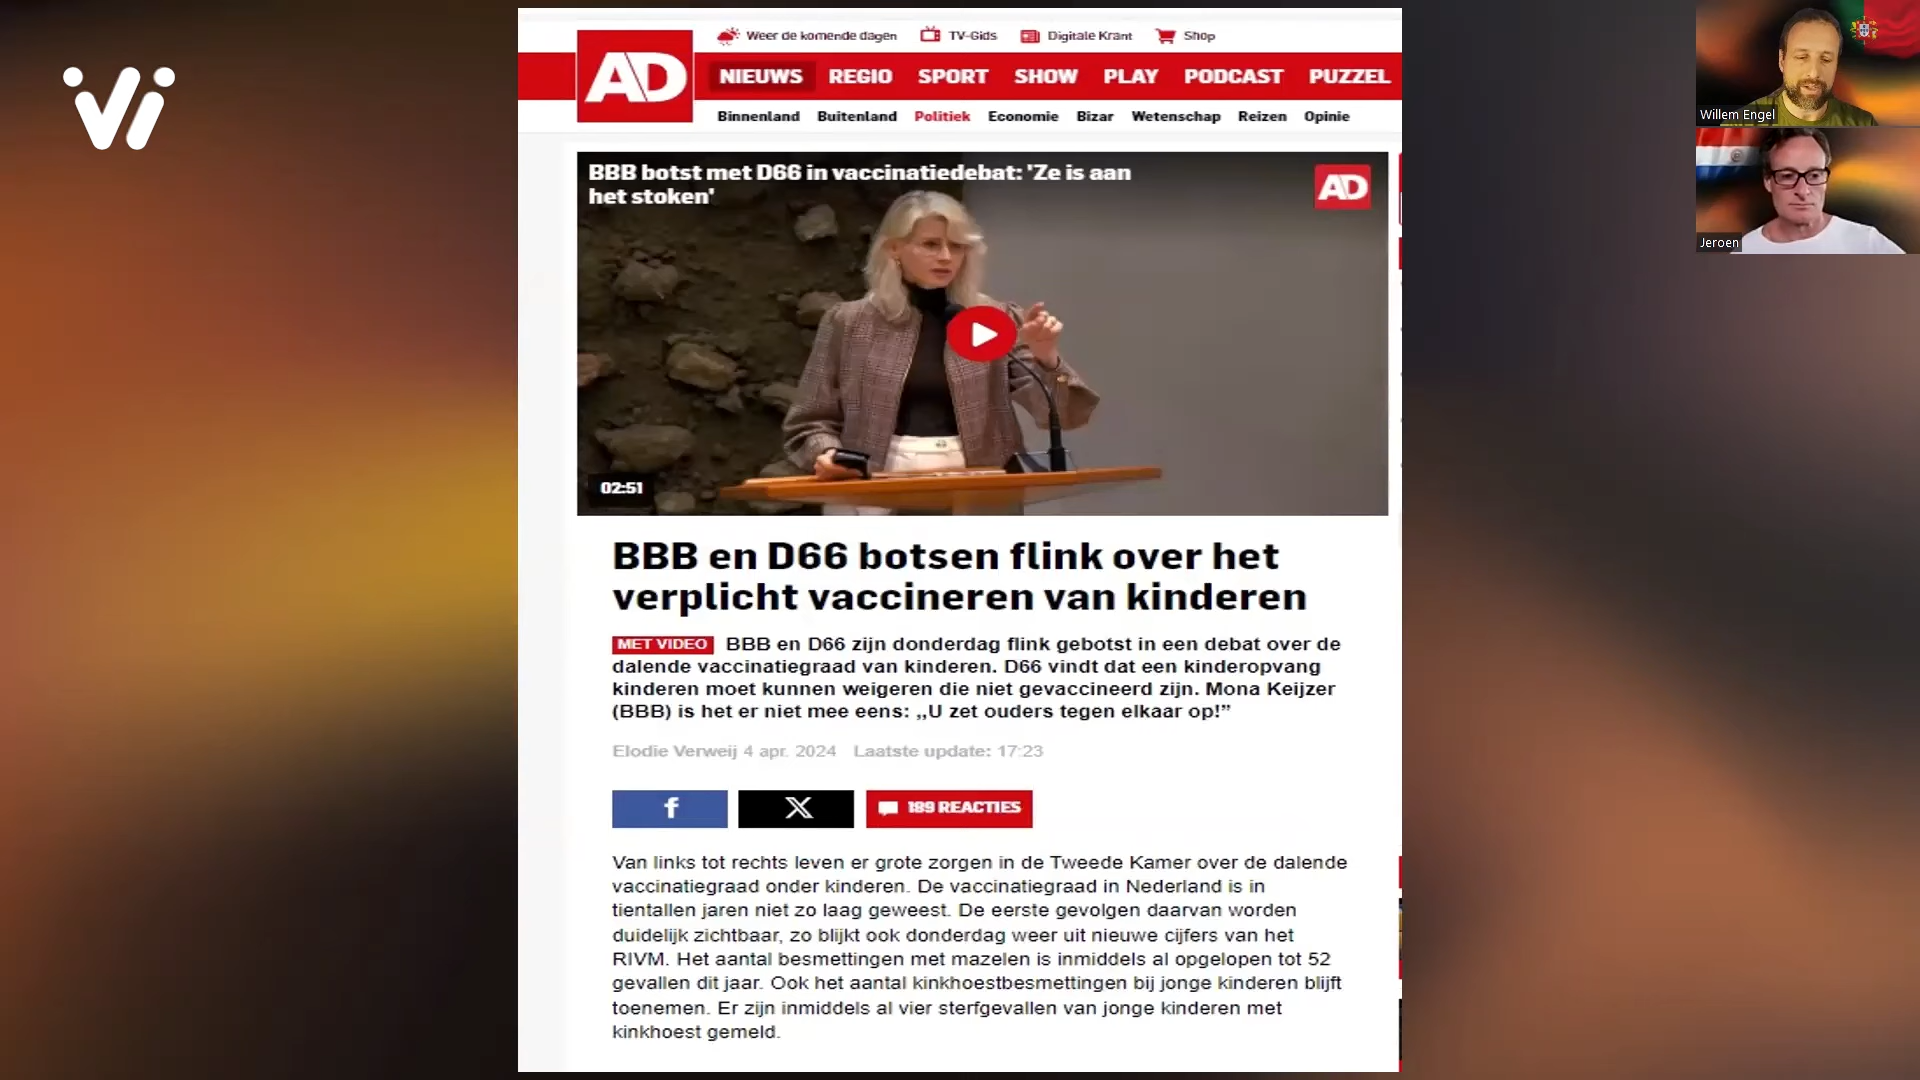 Vi
Weer de komende dagen TV-Gids Digitale Krant Shop
AD
NIEUWS REGIO SPORT SHOW PLAY PODCAST PUZZEL
Binnenland Buitenland Politiek Economie Bizar Wetenschap Reizen Opinie
Willem Engel
Jeroen
BBB botst met D66 in vaccinatiedebat: 'Ze is aan
het stoken'
AD
02:51
BBB en D66 botsen flink over het
verplicht vaccineren van kinderen
MET VIDEO BBB en D66 zijn donderdag flink gebotst in een debat over de
dalende vaccinatiegraad van kinderen. D66 vindt dat een kinderopvang
kinderen moet kunnen weigeren die niet gevaccineerd zijn. Mona Keijzer
(BBB) is het er niet mee eens: „U zet ouders tegen elkaar op!”
Elodie Verweij 4 apr. 2024 Laatste update: 17:23
f X 189 REACTIES
Van links tot rechts leven er grote zorgen in de Tweede Kamer over de dalende
vaccinatiegraad onder kinderen. De vaccinatiegraad in Nederland is in
tientallen jaren niet zo laag geweest. De eerste gevolgen daarvan worden
duidelijk zichtbaar, zo blijkt ook donderdag weer uit nieuwe cijfers van het
RIVM. Het aantal besmettingen met mazelen is inmiddels al opgelopen tot 52
gevallen dit jaar. Ook het aantal kinkhoestbesmettingen bij jonge kinderen blijft
toenemen. Er zijn inmiddels al vier sterfgevallen van jonge kinderen met
kinkhoest gemeld.